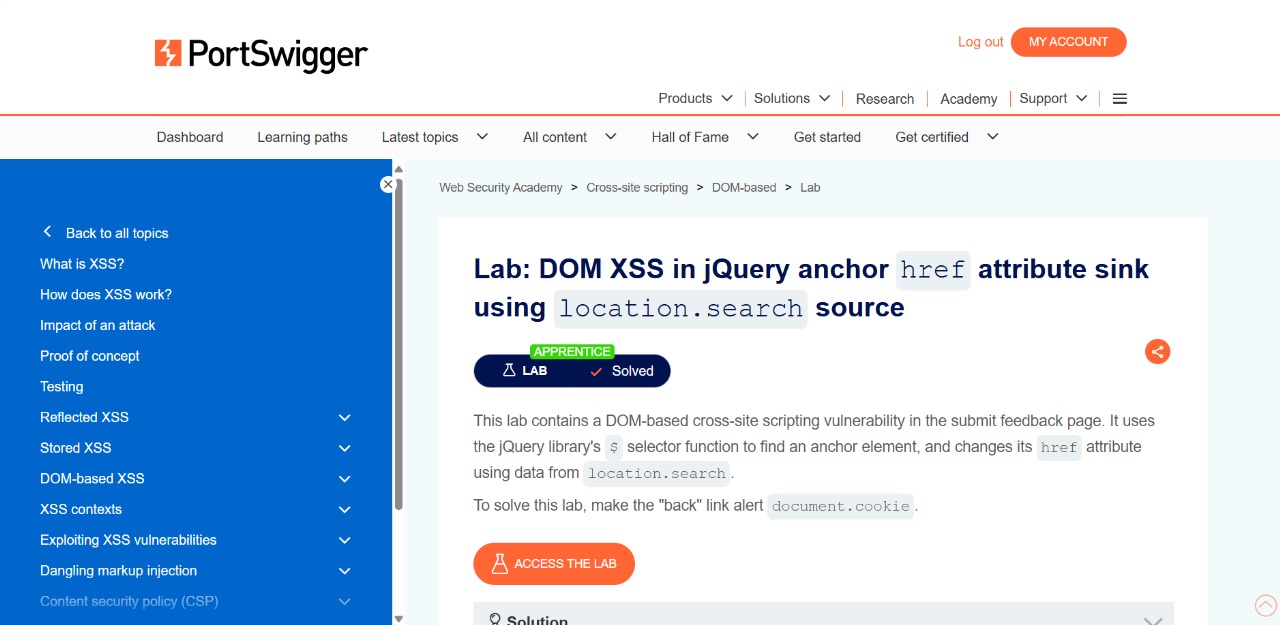 PortSwigger
Log out
MY ACCOUNT
Products
Solutions
Research
Academy
Support
Dashboard
Learning paths
Latest topics
All content
Hall of Fame
Get started
Get certified
Back to all topics
What is XSS?
How does XSS work?
Impact of an attack
Proof of concept
Testing
Reflected XSS
Stored XSS
DOM-based XSS
XSS contexts
Exploiting XSS vulnerabilities
Dangling markup injection
Content security policy (CSP)
Web Security Academy > Cross-site scripting > DOM-based > Lab
Lab: DOM XSS in jQuery anchor href attribute sink
using location.search source
APPRENTICE
LAB
Solved
This lab contains a DOM-based cross-site scripting vulnerability in the submit feedback page. It uses
the jQuery library's $ selector function to find an anchor element, and changes its href attribute
using data from location.search.
To solve this lab, make the "back" link alert document.cookie.
ACCESS THE LAB
Solution